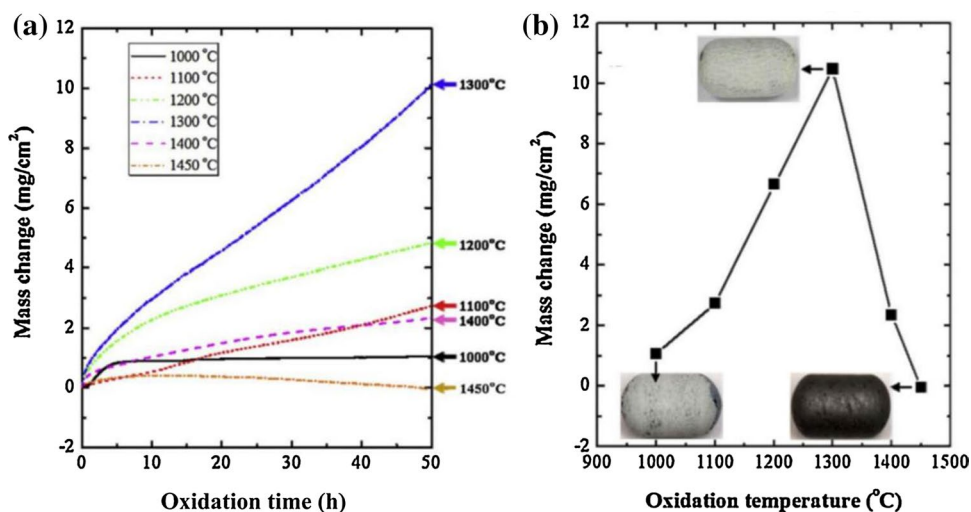 (a)
Mass change (mg/cm²)
12
10
8
6
4
2
0
-2
1000 °C
1100 °C
1200 °C
1300 °C
1400 °C
1450 °C
1300°C
1200°C
1100°C
1400°C
1000°C
1450°C
0 10 20 30 40 50
Oxidation time (h)
(b)
Mass change (mg/cm²)
12
10
8
6
4
2
0
-2
900 1000 1100 1200 1300 1400 1500
Oxidation temperature (°C)